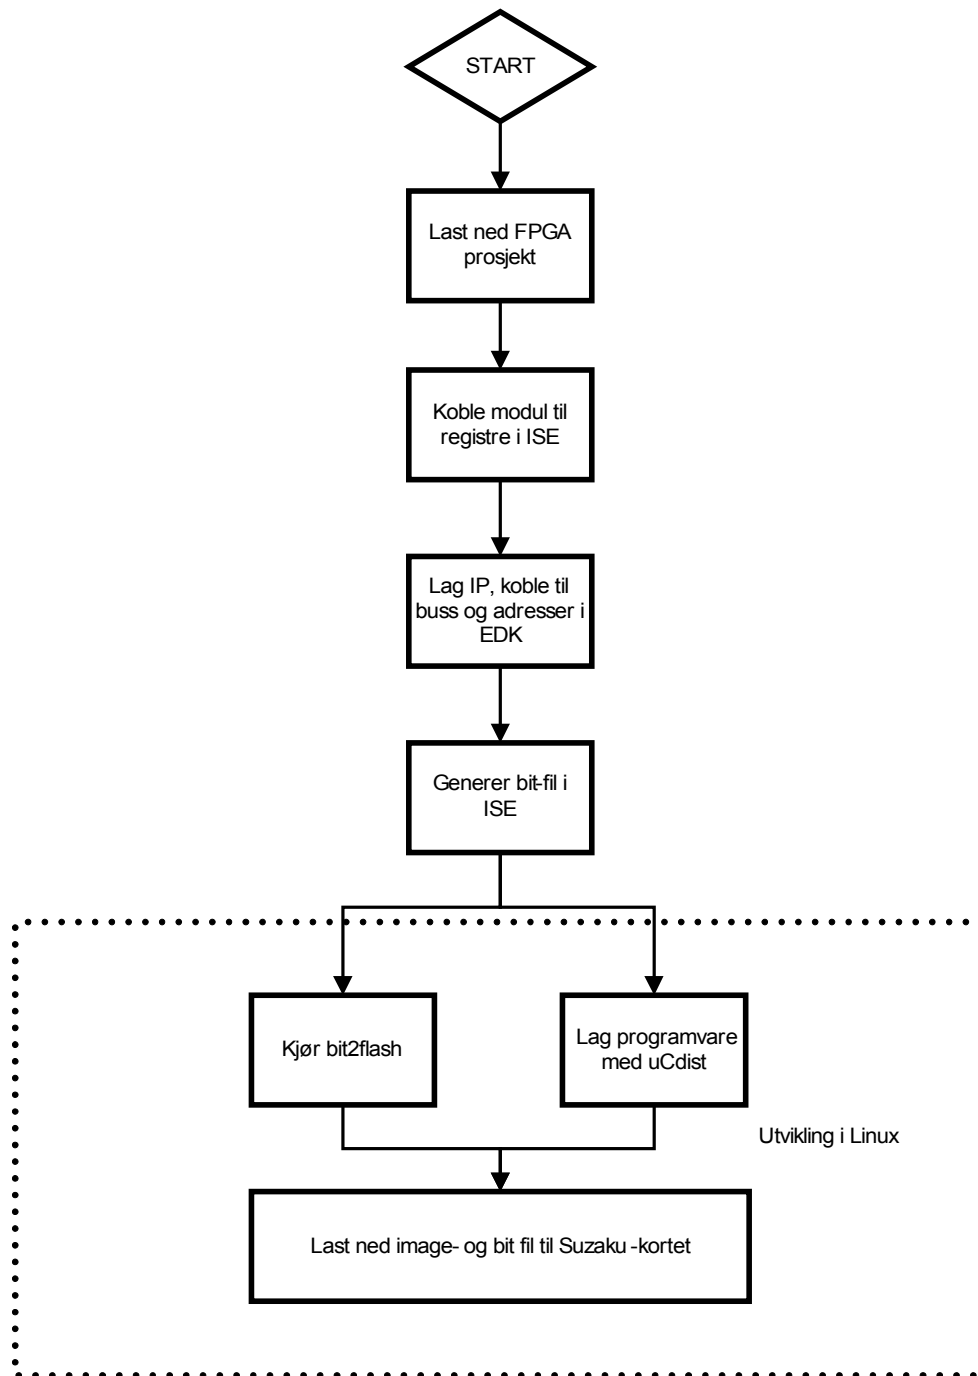 START
Last ned FPGA
prosjekt
Koble modul til
registre i ISE
Lag IP, koble til
buss og adresser i
EDK
Generer bit-fil i
ISE
Kjør bit2flash
Lag programvare
med uCdist
Utvikling i Linux
Last ned image- og bit fil til Suzaku -kortet